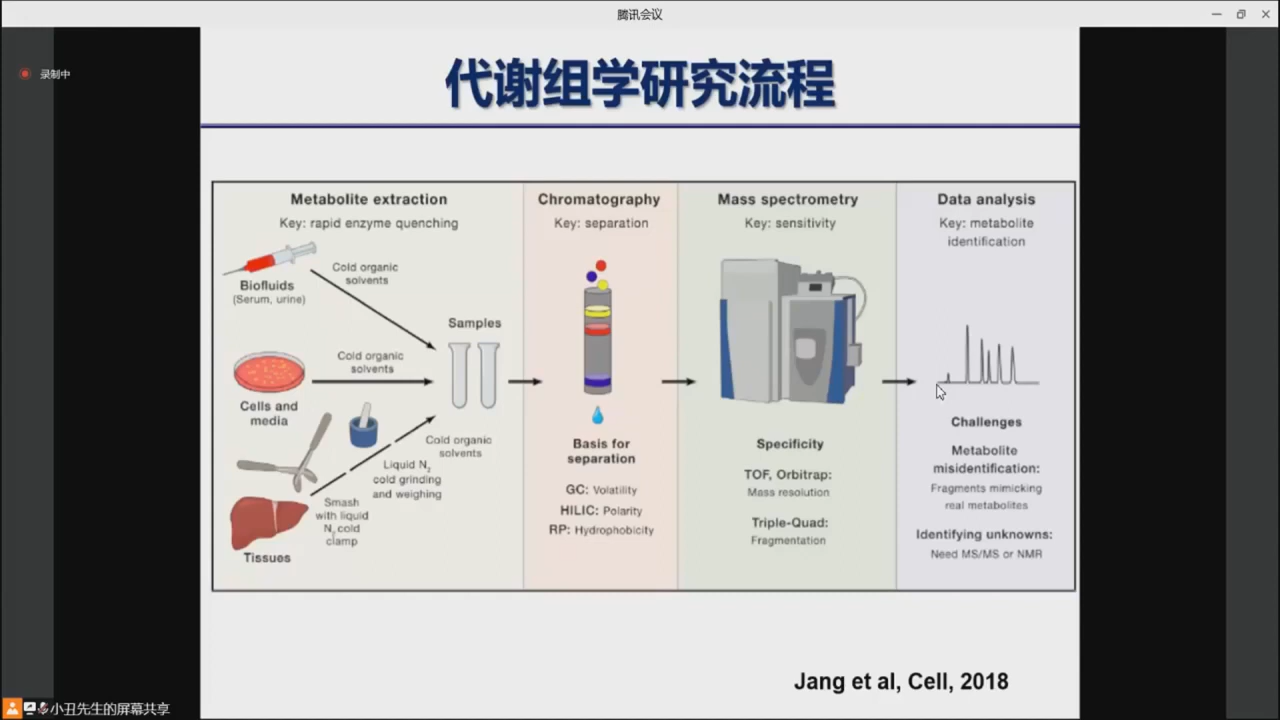 腾讯会议
录制中
代谢组学研究流程
Metabolite extraction
Key: rapid enzyme quenching
Biofluids
(Serum, urine)
Cold organic
solvents
Samples
Cells and
media
Cold organic
solvents
Cold organic
solvents
Liquid N2
cold grinding
and weighing
Smash
with liquid
N2 cold
clamp
Tissues
Chromatography
Key: separation
Basis for
separation
GC: Volatility
HILIC: Polarity
RP: Hydrophobicity
Mass spectrometry
Key: sensitivity
Specificity
TOF, Orbitrap:
Mass resolution
Triple-Quad:
Fragmentation
Data analysis
Key: metabolite
identification
Challenges
Metabolite
misidentification:
Fragments mimicking
real metabolites
Identifying unknowns:
Need MS/MS or NMR
Jang et al, Cell, 2018
小丑先生的屏幕共享